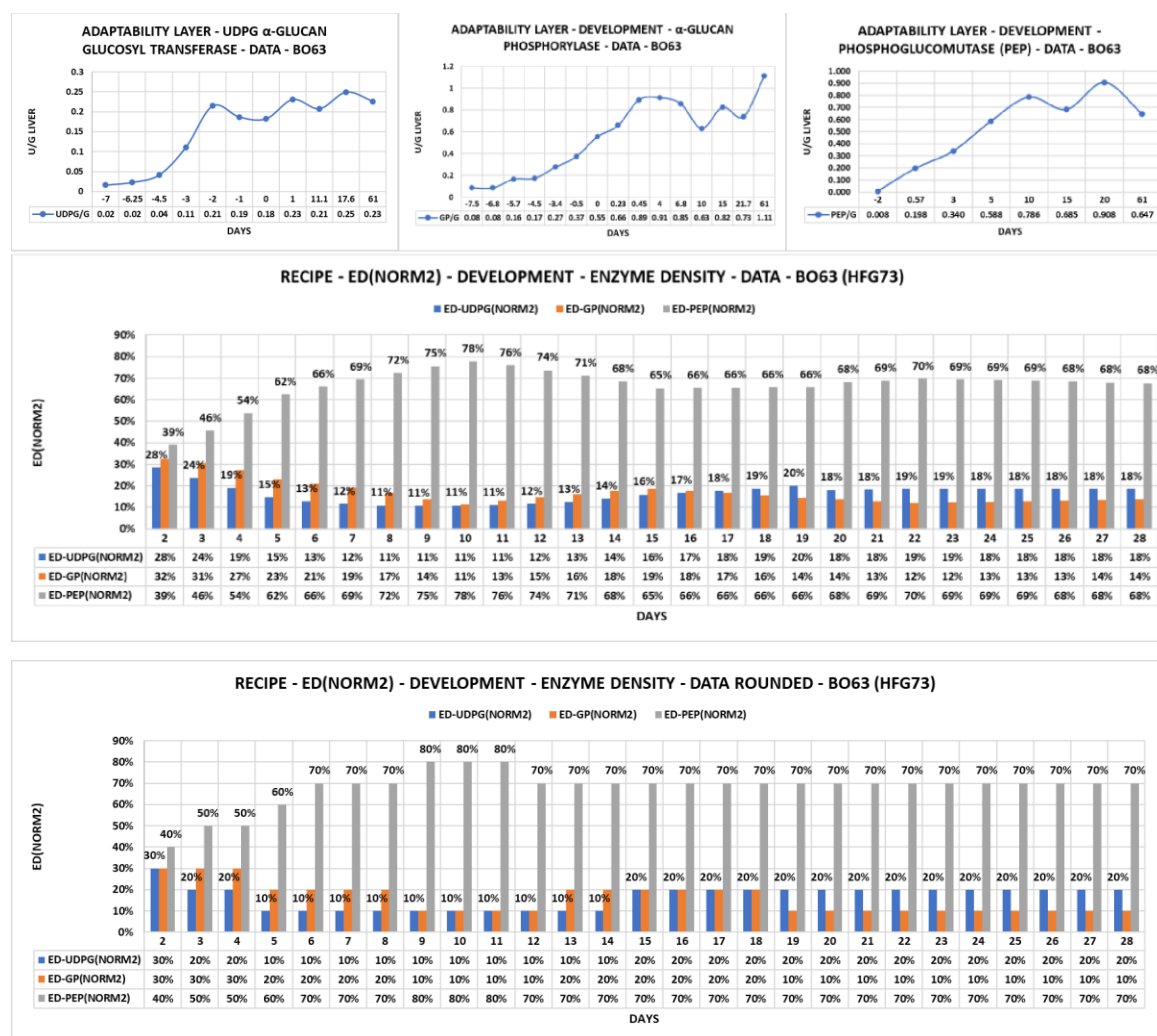 ADAPTABILITY LAYER - UDPG α-GLUCAN
GLUCOSYL TRANSFERASE - DATA - BO63
U/G LIVER
0.3
0.25
0.2
0.15
0.1
0.05
0
-7 -6.25 -4.5 -3 -2 -1 0 1 11.1 17.6 61
UDPG/G 0.02 0.02 0.04 0.11 0.21 0.19 0.18 0.23 0.21 0.25 0.23
DAYS
ADAPTABILITY LAYER - DEVELOPMENT - α-GLUCAN
PHOSPHORYLASE - DATA - BO63
U/G LIVER
1.2
1
0.8
0.6
0.4
0.2
0
-7.5 -6.8 -5.7 -4.5 -3.4 -0.5 0 0.23 0.45 4 6.8 10 15 21.7 61
GP/G 0.08 0.08 0.16 0.17 0.27 0.37 0.55 0.66 0.89 0.91 0.85 0.63 0.82 0.73 1.11
DAYS
ADAPTABILITY LAYER - DEVELOPMENT -
PHOSPHOGLUCOMUTASE (PEP) - DATA - BO63
U/G LIVER
1.000
0.900
0.800
0.700
0.600
0.500
0.400
0.300
0.200
0.100
0.000
-2 0.57 3 5 10 15 20 61
PEP/G 0.008 0.198 0.340 0.588 0.786 0.685 0.908 0.647
DAYS
RECIPE - ED(NORM2) - DEVELOPMENT - ENZYME DENSITY - DATA - BO63 (HFG73)
ED-UDPG(NORM2) ED-GP(NORM2) ED-PEP(NORM2)
ED(NORM2)
90%
80%
70%
60%
50%
40%
30%
20%
10%
0%
39% 46% 54% 62% 66% 69% 72% 75% 78% 76% 74% 71% 68% 65% 66% 66% 66% 66% 68% 69% 70% 69% 69% 69% 68% 68% 68%
28% 24% 19% 15% 13% 12% 11% 11% 11% 11% 12% 13% 14% 16% 17% 18% 19% 20% 18% 18% 19% 19% 18% 18% 18% 18% 18%
2 3 4 5 6 7 8 9 10 11 12 13 14 15 16 17 18 19 20 21 22 23 24 25 26 27 28
ED-UDPG(NORM2) 28% 24% 19% 15% 13% 12% 11% 11% 11% 11% 12% 13% 14% 16% 17% 18% 19% 20% 18% 18% 19% 19% 18% 18% 18% 18% 18%
ED-GP(NORM2) 32% 31% 27% 23% 21% 19% 17% 14% 11% 13% 15% 16% 18% 19% 18% 17% 16% 14% 14% 13% 12% 12% 13% 13% 13% 14% 14%
ED-PEP(NORM2) 39% 46% 54% 62% 66% 69% 72% 75% 78% 76% 74% 71% 68% 65% 66% 66% 66% 66% 68% 69% 70% 69% 69% 69% 68% 68% 68%
DAYS
RECIPE - ED(NORM2) - DEVELOPMENT - ENZYME DENSITY - DATA ROUNDED - BO63 (HFG73)
ED-UDPG(NORM2) ED-GP(NORM2) ED-PEP(NORM2)
ED(NORM2)
90%
80%
70%
60%
50%
40%
30%
20%
10%
0%
40% 50% 50% 60% 70% 70% 70% 80% 80% 80% 70% 70% 70% 70% 70% 70% 70% 70% 70% 70% 70% 70% 70% 70% 70% 70% 70%
30% 20% 20% 10% 10% 10% 10% 10% 10% 10% 10% 10% 10% 20% 20% 20% 20% 20% 20% 20% 20% 20% 20% 20% 20% 20% 20%
2 3 4 5 6 7 8 9 10 11 12 13 14 15 16 17 18 19 20 21 22 23 24 25 26 27 28
ED-UDPG(NORM2) 30% 20% 20% 10% 10% 10% 10% 10% 10% 10% 10% 10% 10% 20% 20% 20% 20% 20% 20% 20% 20% 20% 20% 20% 20% 20% 20%
ED-GP(NORM2) 30% 30% 30% 20% 20% 20% 20% 10% 10% 10% 10% 20% 20% 20% 20% 20% 20% 10% 10% 10% 10% 10% 10% 10% 10% 10% 10%
ED-PEP(NORM2) 40% 50% 50% 60% 70% 70% 70% 80% 80% 80% 70% 70% 70% 70% 70% 70% 70% 70% 70% 70% 70% 70% 70% 70% 70% 70% 70%
DAYS